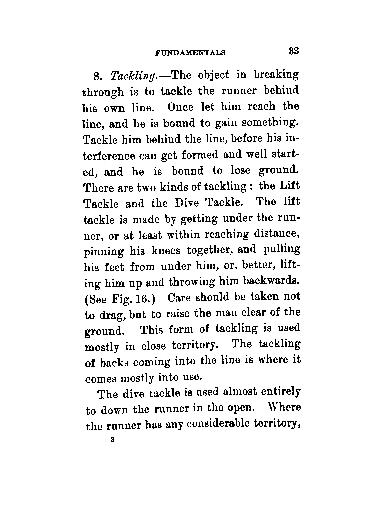 FUNDAMENTALS 33
8. Tackling.—The object in breaking
through is to tackle the runner behind
his own line. Once let him reach the
line, and he is bound to gain something.
Tackle him behind the line, before his in-
terference can get formed and well start-
ed, and he is bound to lose ground.
There are two kinds of tackling: the Lift
Tackle and the Dive Tackle. The lift
tackle is made by getting under the run-
ner, or at least within reaching distance,
pinning his knees together, and pulling
his feet from under him, or, better, lift-
ing him up and throwing him backwards.
(See Fig. 16.) Care should be taken not
to drag, but to raise the man clear of the
ground. This form of tackling is used
mostly in close territory. The tackling
of backs coming into the line is where it
comes mostly into use.
The dive tackle is used almost entirely
to down the runner in the open. Where
the runner has any considerable territory,
3